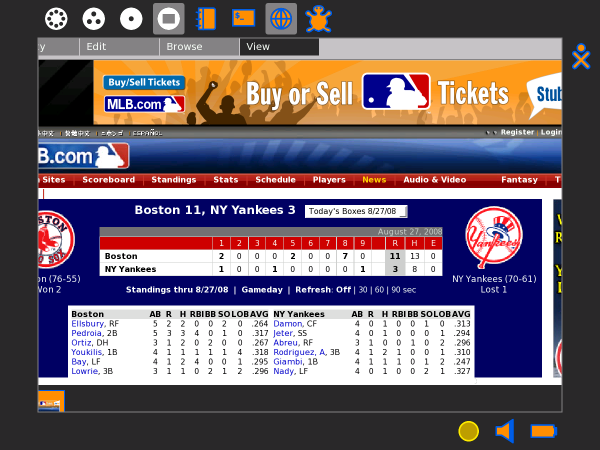 y Edit Browse View
Buy/Sell Tickets
MLB.com
Buy or Sell Tickets Stub
中文 | 繁體中文 | ESPAÑOL
Register | Login
B.com
Sites Scoreboard Standings Stats Schedule Players News Audio & Video Fantasy T
Boston 11, NY Yankees 3 Today's Boxes 8/27/08
August 27, 2008
1 2 3 4 5 6 7 8 9 R H E
Boston 2 0 0 0 2 0 0 7 0 11 13 0
NY Yankees 1 0 0 1 0 0 0 0 1 3 8 0
BOSTON
RED SOX
Yankees
on (76-55)
Won 2
NY Yankees (70-61)
Lost 1
Standings thru 8/27/08 | Gameday | Refresh: Off | 30 | 60 | 90 sec
Boston AB R H RBI BB SO LOB AVG NY Yankees AB R H RBI BB SO LOB AVG
Ellsbury, RF 5 2 2 0 0 2 0 .264 Damon, CF 4 0 1 0 0 1 0 .313
Pedroia, 2B 5 3 3 4 0 1 0 .317 Jeter, SS 4 0 1 0 0 0 2 .294
Ortiz, DH 3 1 2 0 2 0 0 .267 Abreu, RF 3 0 1 0 1 0 2 .296
Youkilis, 1B 4 1 1 1 1 1 4 .318 Rodriguez, A, 3B 4 1 2 1 0 0 1 .310
Bay, LF 4 1 2 4 0 0 1 .295 Giambi, 1B 4 1 1 1 0 1 2 .247
Lowrie, 3B 3 1 1 0 2 1 2 .296 Nady, LF 4 0 1 0 0 2 1 .327